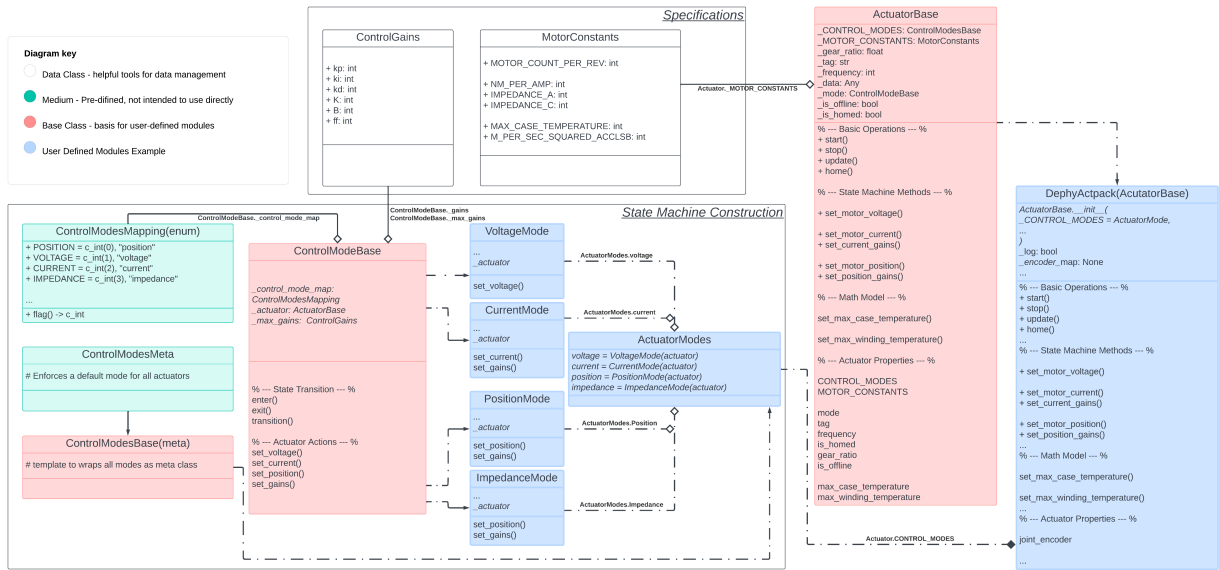 Diagram key
Data Class - helpful tools for data management
Medium - Pre-difined, not intended to use directly
Base Class - basis for user-defined modules
User Defined Modules Example
Specifications
ControlGains
+ kp: int
+ ki: int
+ kd: int
+ K: int
+ B: int
+ ff: int
MotorConstants
+ MOTOR_COUNT_PER_REV: int
+ NM_PER_AMP: int
+ IMPEDANCE_A: int
+ IMPEDANCE_C: int
+ MAX_CASE_TEMPERATURE: int
+ M_PER_SEC_SQUARED_ACCLSB: int
Actuator._MOTOR_CONSTANTS
ActuatorBase
_CONTROL_MODES: ControlModesBase
_MOTOR_CONSTANTS: MotorConstants
_gear_ratio: float
_tag: str
_frequency: int
_data: Any
_mode: ControlModeBase
_is_offline: bool
_is_homed: bool
% --- Basic Operations --- %
+ start()
+ stop()
+ update()
+ home()
% --- State Machine Methods --- %
+ set_motor_voltage()
+ set_motor_current()
+ set_current_gains()
+ set_motor_position()
+ set_position_gains()
% --- Math Model --- %
set_max_case_temperature()
set_max_winding_temperature()
% --- Actuator Properties --- %
CONTROL_MODES
MOTOR_CONSTANTS
mode
tag
frequency
is_homed
gear_ratio
is_offline
max_case_temperature
max_winding_temperature
DephyActpack(AcutatorBase)
ActuatorBase.__init__(
_CONTROL_MODES = ActuatorMode,
...
)
_log: bool
_encoder_map: None
...
% --- Basic Operations --- %
+ start()
+ stop()
+ update()
+ home()
...
% --- State Machine Methods --- %
+ set_motor_voltage()
+ set_motor_current()
+ set_current_gains()
+ set_motor_position()
+ set_position_gains()
...
% --- Math Model --- %
set_max_case_temperature()
set_max_winding_temperature()
...
% --- Actuator Properties --- %
joint_encoder
...
State Machine Construction
ControlModeBase._control_mode_map
ControlModeBase._gains
ControlModeBase._max_gains
ControlModesMapping(enum)
+ POSITION = c_int(0), "position"
+ VOLTAGE = c_int(1), "voltage"
+ CURRENT = c_int(2), "current"
+ IMPEDANCE = c_int(3), "impedance"
...
+ flag() -> c_int
ControlModesMeta
# Enforces a default mode for all actuators
ControlModesBase(meta)
# template to wraps all modes as meta class
ControlModeBase
_control_mode_map:
ControlModesMapping
_actuator: ActuatorBase
_max_gains: ControlGains
% --- State Transition --- %
enter()
exit()
transition()
% --- Actuator Actions --- %
set_voltage()
set_current()
set_position()
set_gains()
VoltageMode
...
_actuator
set_voltage()
CurrentMode
...
_actuator
set_current()
set_gains()
PositionMode
...
_actuator
set_position()
set_gains()
ImpedanceMode
...
_actuator
set_position()
set_gains()
ActuatorModes.voltage
ActuatorModes.current
ActuatorModes
voltage = VoltageMode(actuator)
current = CurrentMode(actuator)
position = PositionMode(actuator)
impedance = ImpedanceMode(actuator)
ActuatorModes.Position
ActuatorModes.Impedance
Actuator.CONTROL_MODES